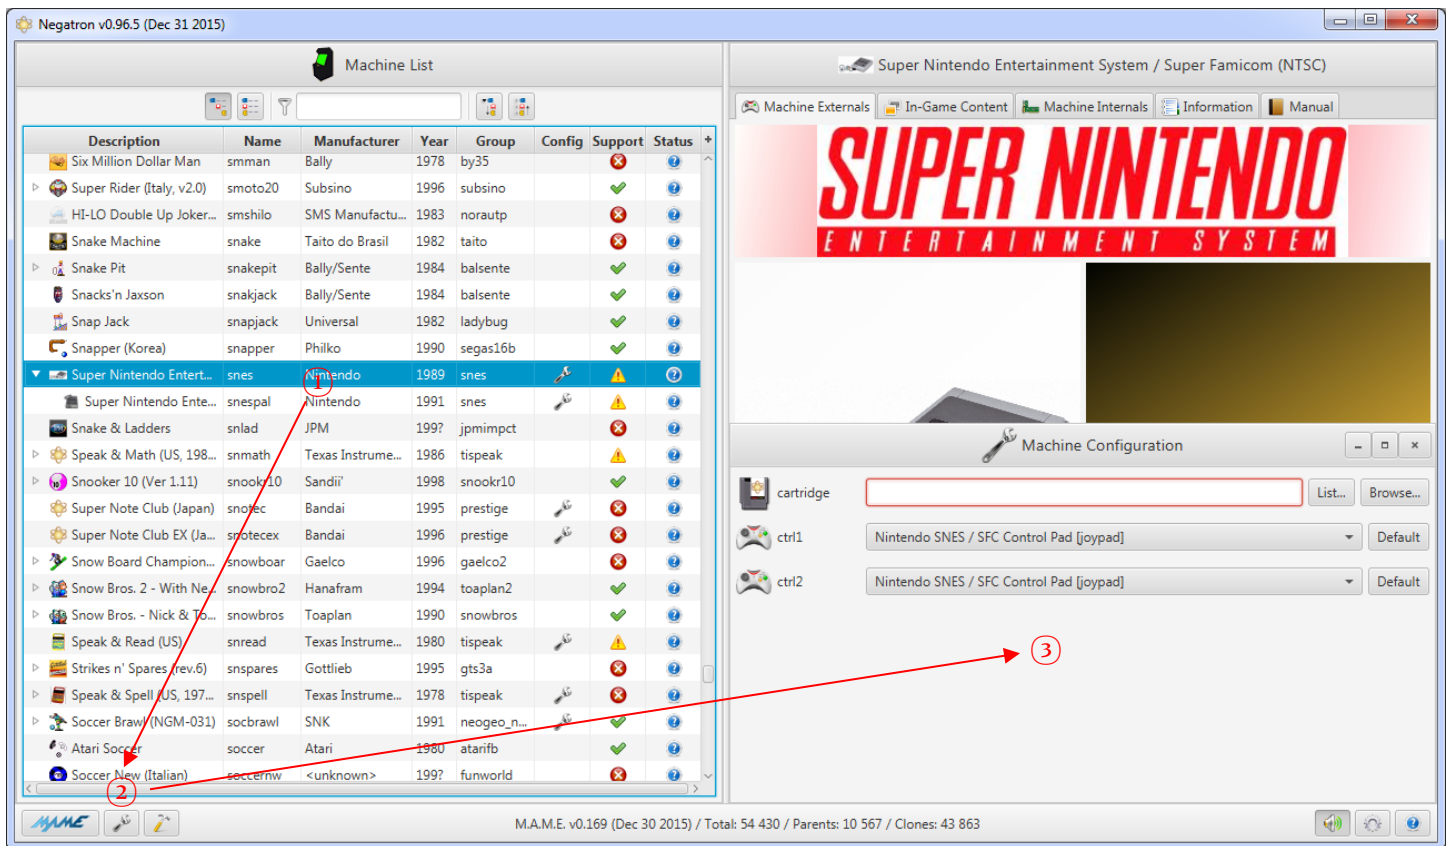 Negatron v0.96.5 (Dec 31 2015)
Machine List
Super Nintendo Entertainment System / Super Famicom (NTSC)
Machine Externals In-Game Content Machine Internals Information Manual
Description Name Manufacturer Year Group Config Support Status +
Six Million Dollar Man smman Bally 1978 by35
Super Rider (Italy, v2.0) smoto20 Subsino 1996 subsino
HI-LO Double Up Joker... smshilo SMS Manufactu... 1983 norautp
Snake Machine snake Taito do Brasil 1982 taito
Snake Pit snakepit Bally/Sente 1984 balsente
Snacks'n Jaxson snakjack Bally/Sente 1984 balsente
Snap Jack snapjack Universal 1982 ladybug
Snapper (Korea) snapper Philko 1990 segas16b
Super Nintendo Entert... snes Nintendo 1989 snes
①
Super Nintendo Ente... snespal Nintendo 1991 snes
Snake & Ladders snlad JPM 199? jpmimpct
Speak & Math (US, 198... snmath Texas Instrume... 1986 tispeak
Snooker 10 (Ver 1.11) snookr10 Sandii' 1998 snookr10
Super Note Club (Japan) snotec Bandai 1995 prestige
Super Note Club EX (Ja... snotecex Bandai 1996 prestige
Snow Board Champion... snowboar Gaelco 1996 gaelco2
Snow Bros. 2 - With Ne... snowbro2 Hanafram 1994 toaplan2
Snow Bros. - Nick & To... snowbros Toaplan 1990 snowbros
Speak & Read (US) snread Texas Instrume... 1980 tispeak
Strikes n' Spares (rev.6) snspares Gottlieb 1995 gts3a
Speak & Spell (US, 197... snspell Texas Instrume... 1978 tispeak
Soccer Brawl (NGM-031) socbrawl SNK 1991 neogeo_n...
Atari Soccer soccer Atari 1980 atarifb
Soccer New (Italian) soccernw <unknown> 199? funworld
②
SUPER NINTENDO
ENTERTAINMENT SYSTEM
Machine Configuration
cartridge List... Browse...
ctrl1 Nintendo SNES / SFC Control Pad [joypad] Default
ctrl2 Nintendo SNES / SFC Control Pad [joypad] Default
③
MAME M.A.M.E. v0.169 (Dec 30 2015) / Total: 54 430 / Parents: 10 567 / Clones: 43 863